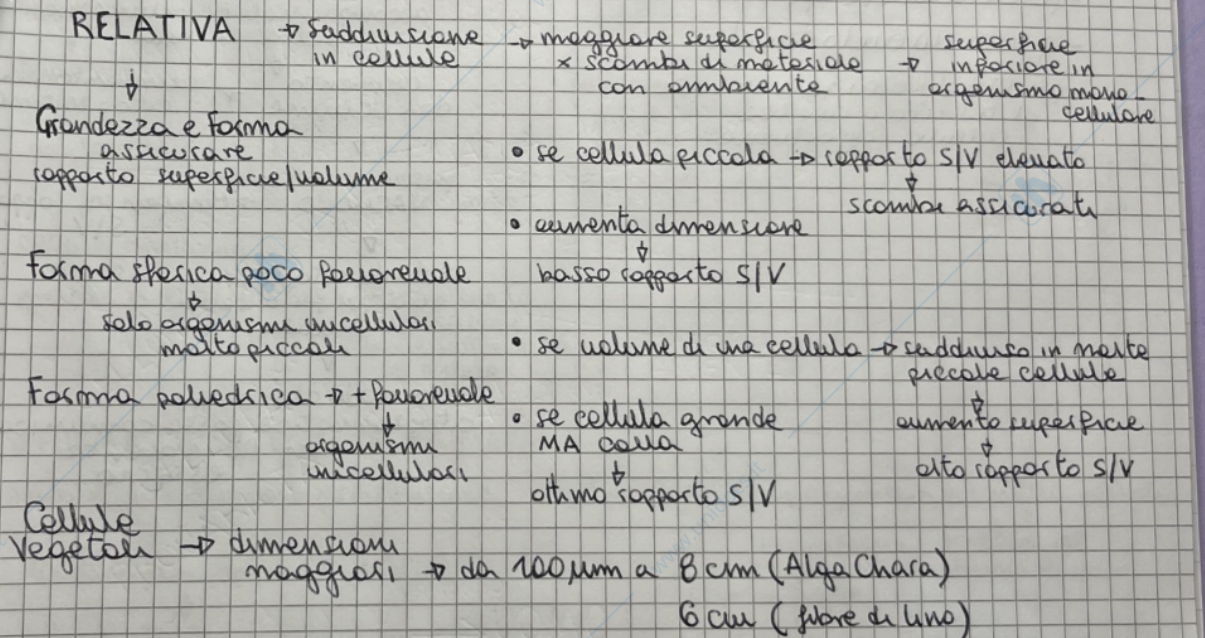 RELATIVA → suddivisione in cellule → maggiore superficie x scambi di materiale con ambiente → superficie inferiore in organismo monocellulare
↓
Grandezza e forma
assicurare
rapporto superficie/volume
• se cellula piccola → rapporto S/V elevato
↓
scambi assicurati
• aumenta dimensione
↓
basso rapporto S/V
Forma sferica poco favorevole
↓
solo organismi unicellulari
molto piccoli
• se volume di una cellula → suddiviso in molte
piccole cellule
↓
aumento superficie
↓
alto rapporto S/V
Forma poliedrica → + favorevole
↓
organismi
unicellulari
• se cellula grande
MA cava
↓
ottimo rapporto S/V
Cellule
Vegetali → dimensioni
maggiori → da 100 µm a 8 cm (Alga Chara)
6 cm (fibre di lino)